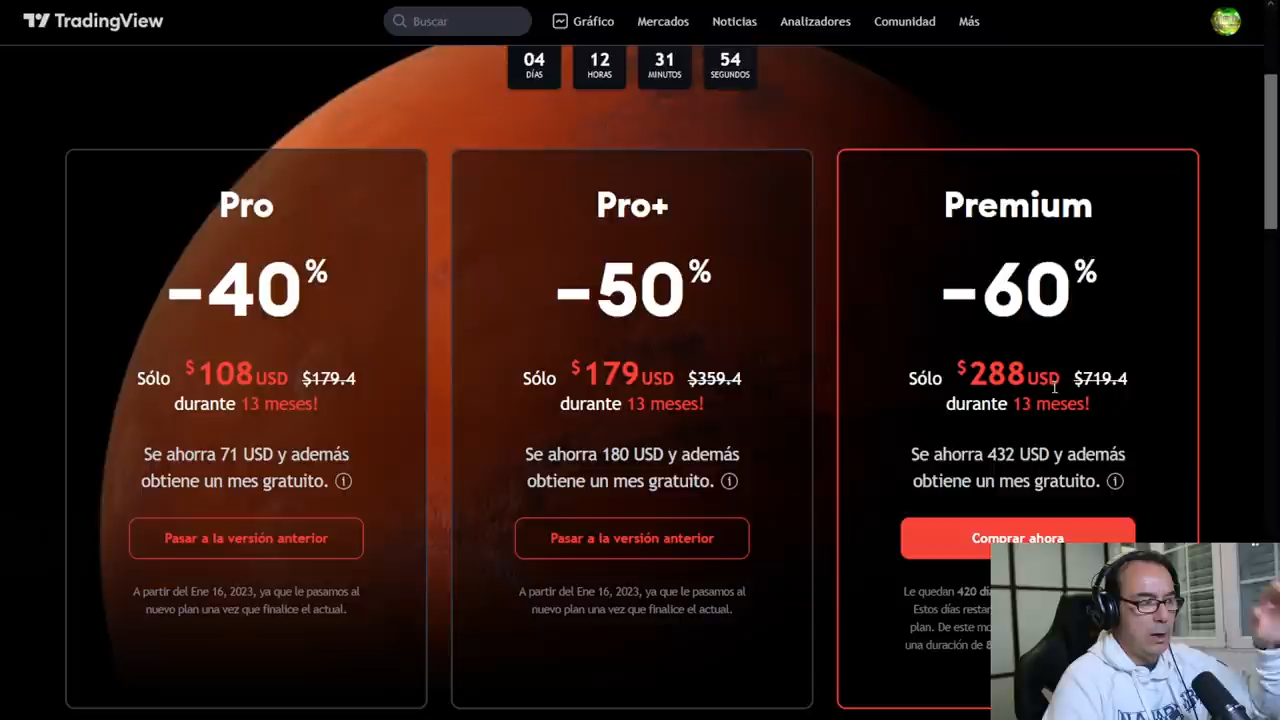 TradingView
Buscar
Gráfico
Mercados
Noticias
Analizadores
Comunidad
Más
04 12 31 54
DÍAS HORAS MINUTOS SEGUNDOS
Pro
-40%
Sólo $108 USD $179.4
durante 13 meses!
Se ahorra 71 USD y además
obtiene un mes gratuito.
Pasar a la versión anterior
A partir del Ene 16, 2023, ya que le pasamos al
nuevo plan una vez que finalice el actual.
Pro+
-50%
Sólo $179 USD $359.4
durante 13 meses!
Se ahorra 180 USD y además
obtiene un mes gratuito.
Pasar a la versión anterior
A partir del Ene 16, 2023, ya que le pasamos al
nuevo plan una vez que finalice el actual.
Premium
-60%
Sólo $288 USD $719.4
durante 13 meses!
Se ahorra 432 USD y además
obtiene un mes gratuito.
Comprar ahora
Le quedan 420
Estos días
plan. De este
una duración de